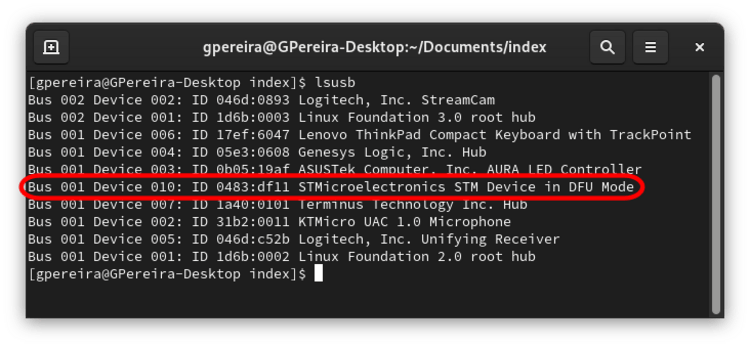 gpereira@GPereira-Desktop:~/Documents/index
[gpereira@GPereira-Desktop index]$ lsusb
Bus 002 Device 002: ID 046d:0893 Logitech, Inc. StreamCam
Bus 002 Device 001: ID 1d6b:0003 Linux Foundation 3.0 root hub
Bus 001 Device 006: ID 17ef:6047 Lenovo ThinkPad Compact Keyboard with TrackPoint
Bus 001 Device 004: ID 05e3:0608 Genesys Logic, Inc. Hub
Bus 001 Device 003: ID 0b05:19af ASUSTek Computer, Inc. AURA LED Controller
Bus 001 Device 010: ID 0483:df11 STMicroelectronics STM Device in DFU Mode
Bus 001 Device 007: ID 1a40:0101 Terminus Technology Inc. Hub
Bus 001 Device 002: ID 31b2:0011 KTMicro UAC 1.0 Microphone
Bus 001 Device 005: ID 046d:c52b Logitech, Inc. Unifying Receiver
Bus 001 Device 001: ID 1d6b:0002 Linux Foundation 2.0 root hub
[gpereira@GPereira-Desktop index]$